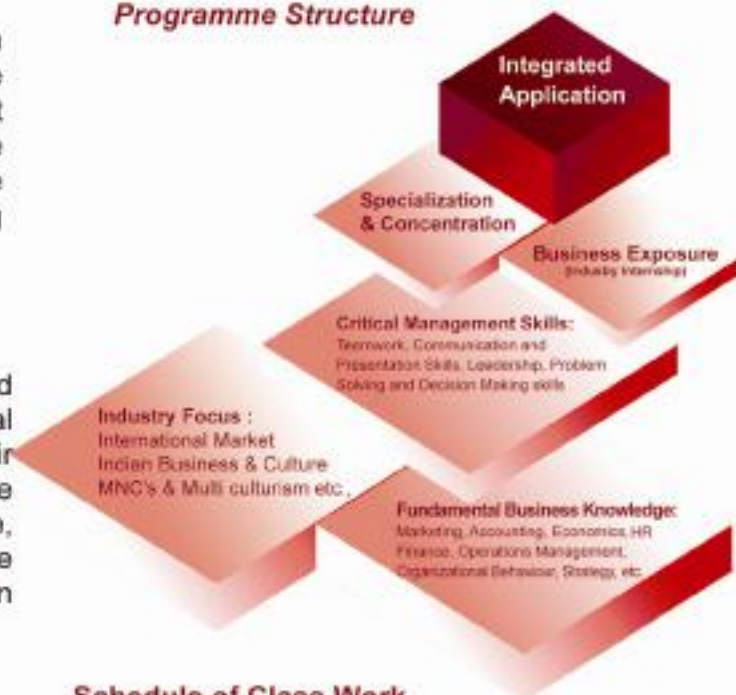 Programme Structure
Integrated
Application
Specialization
& Concentration
Business Exposure
(Industry Internship)
Critical Management Skills:
Teamwork, Communication and
Presentation Skills, Leadership, Problem
Solving and Decision Making skills
Industry Focus :
International Market
Indian Business & Culture
MNC's & Multi culturism etc.,
Fundamental Business Knowledge:
Marketing, Accounting, Economics, HR
Finance, Operations Management,
Organizational Behaviour, Strategy, etc.
Schedule of Class Work